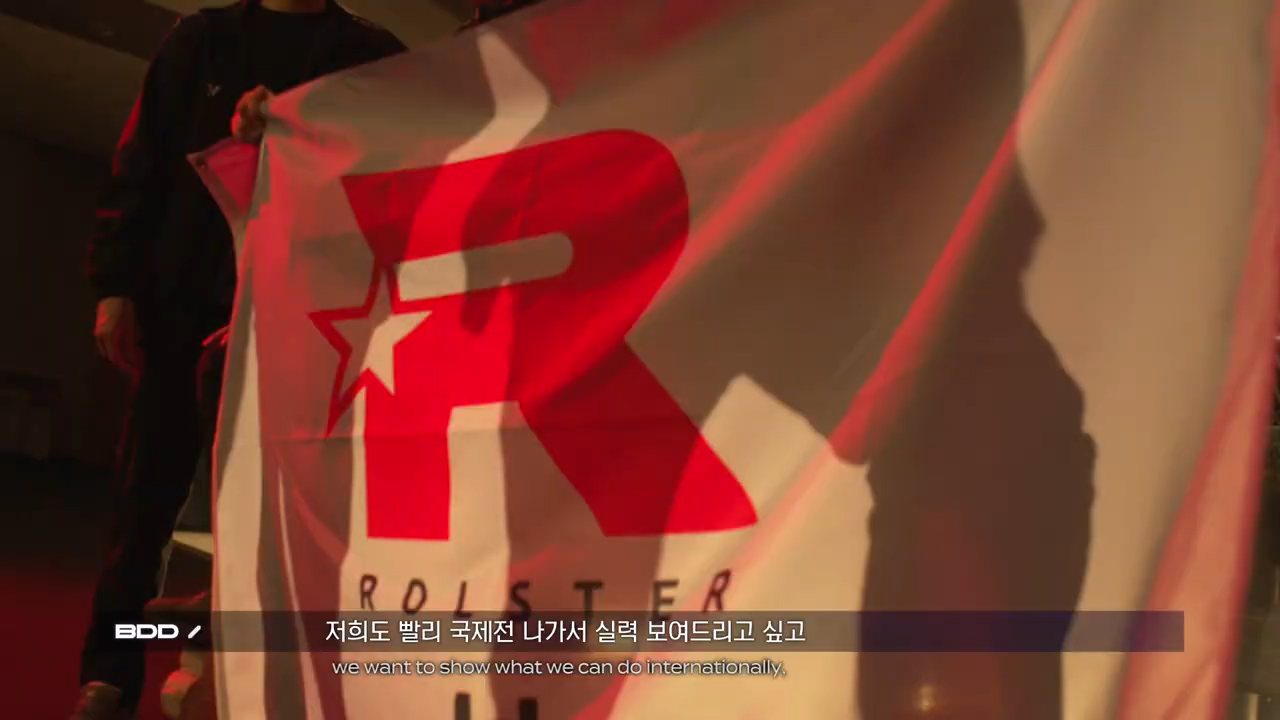 R
ROLSTER
BDD
저희도 빨리 국제전 나가서 실력 보여드리고 싶고
we want to show what we can do internationally,